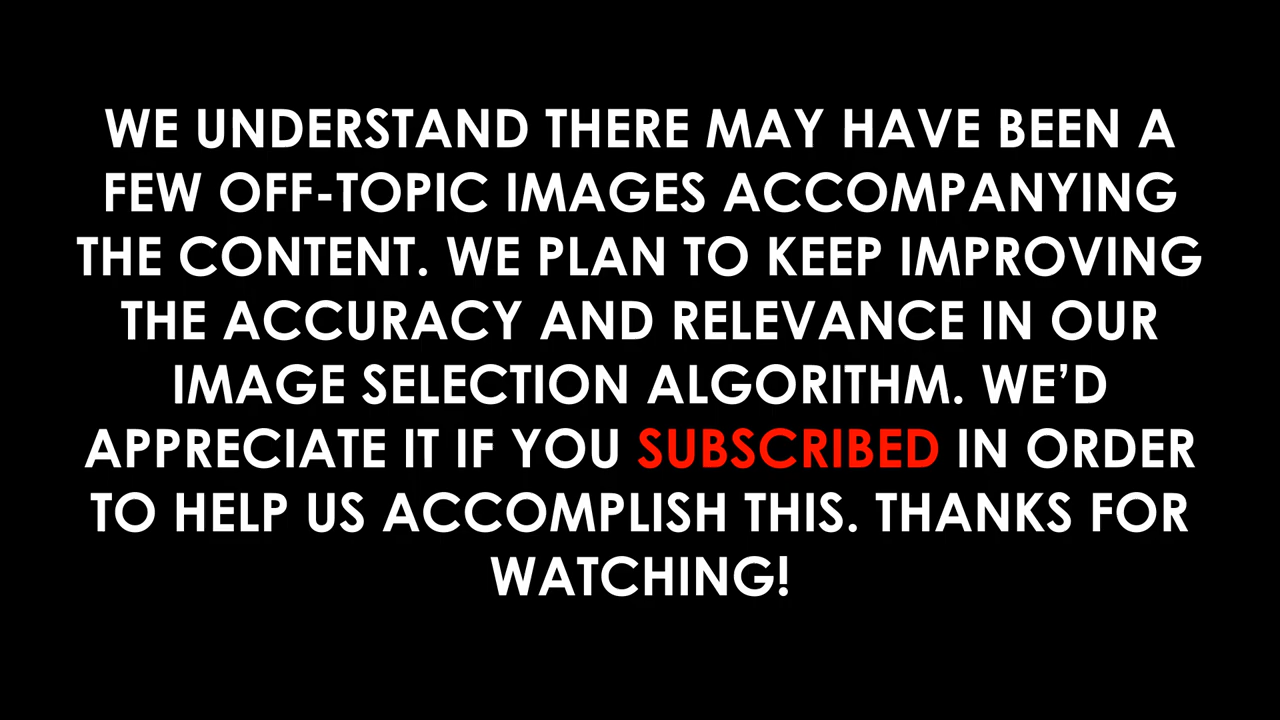 WE UNDERSTAND THERE MAY HAVE BEEN A
FEW OFF-TOPIC IMAGES ACCOMPANYING
THE CONTENT. WE PLAN TO KEEP IMPROVING
THE ACCURACY AND RELEVANCE IN OUR
IMAGE SELECTION ALGORITHM. WE’D
APPRECIATE IT IF YOU SUBSCRIBED IN ORDER
TO HELP US ACCOMPLISH THIS. THANKS FOR
WATCHING!